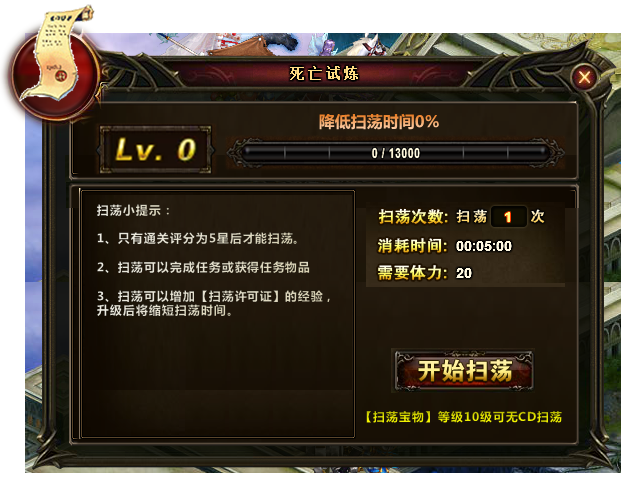 死亡试炼
降低扫荡时间0%
Lv. 0
0 / 13000
扫荡小提示：
1、只有通关评分为5星后才能扫荡。
2、扫荡可以完成任务或获得任务物品
3、扫荡可以增加【扫荡许可证】的经验，
升级后将缩短扫荡时间。
扫荡次数: 扫荡 1 次
消耗时间: 00:05:00
需要体力: 20
开始扫荡
【扫荡宝物】等级10级可无CD扫荡